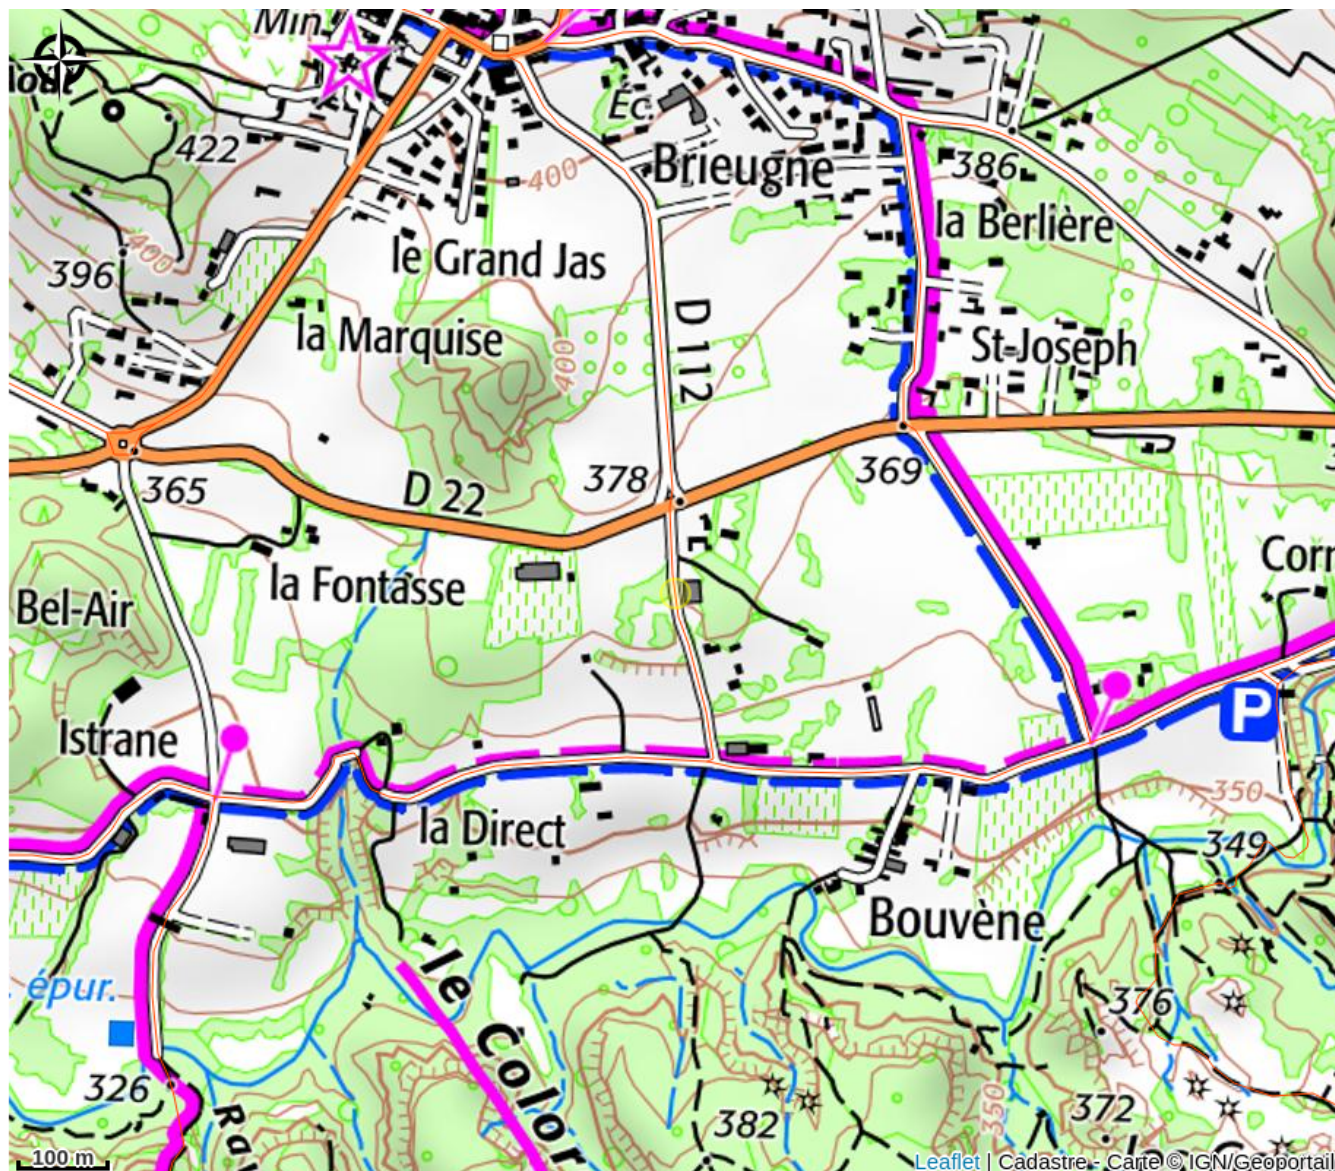 Min.
422
Éc.
400
Brieugne
386
la Berlière
le Grand Jas
400
396
la Marquise
400
D 112
St-Joseph
378
369
365
D 22
la Fontasse
Bel-Air
Istrane
P
350
la Direct
349
Bouvène
le Color
épur.
376
326
382
350
372
100 m
Leaflet | Cadastre - Carte © IGN/Geoportail